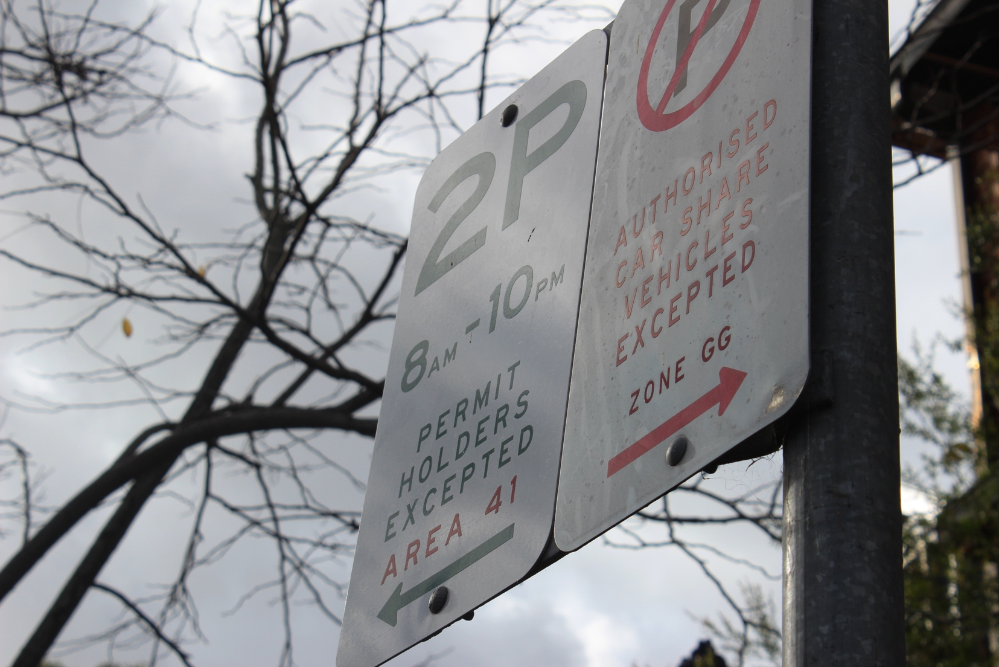 2P
8AM-10PM
PERMIT
HOLDERS
EXCEPTED
AREA 41
P
AUTHORISED
CAR SHARE
VEHICLES
EXCEPTED
ZONE GG